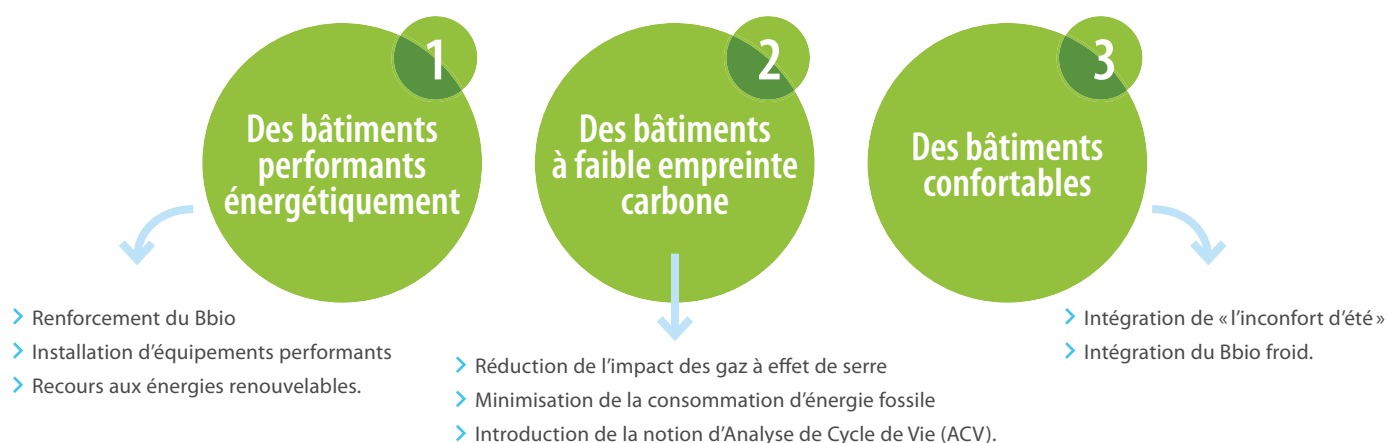 1
Des bâtiments
performants
énergétiquement
> Renforcement du Bbio
> Installation d'équipements performants
> Recours aux énergies renouvelables.
2
Des bâtiments
à faible empreinte
carbone
> Réduction de l'impact des gaz à effet de serre
> Minimisation de la consommation d'énergie fossile
> Introduction de la notion d'Analyse de Cycle de Vie (ACV).
3
Des bâtiments
confortables
> Intégration de « l'inconfort d'été »
> Intégration du Bbio froid.